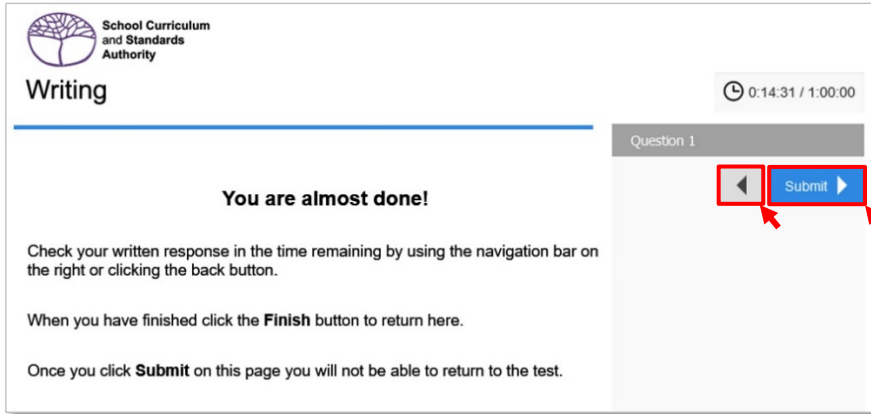 School Curriculum
and Standards
Authority
Writing
0:14:31 / 1:00:00
Question 1
Submit
You are almost done!
Check your written response in the time remaining by using the navigation bar on
the right or clicking the back button.
When you have finished click the Finish button to return here.
Once you click Submit on this page you will not be able to return to the test.